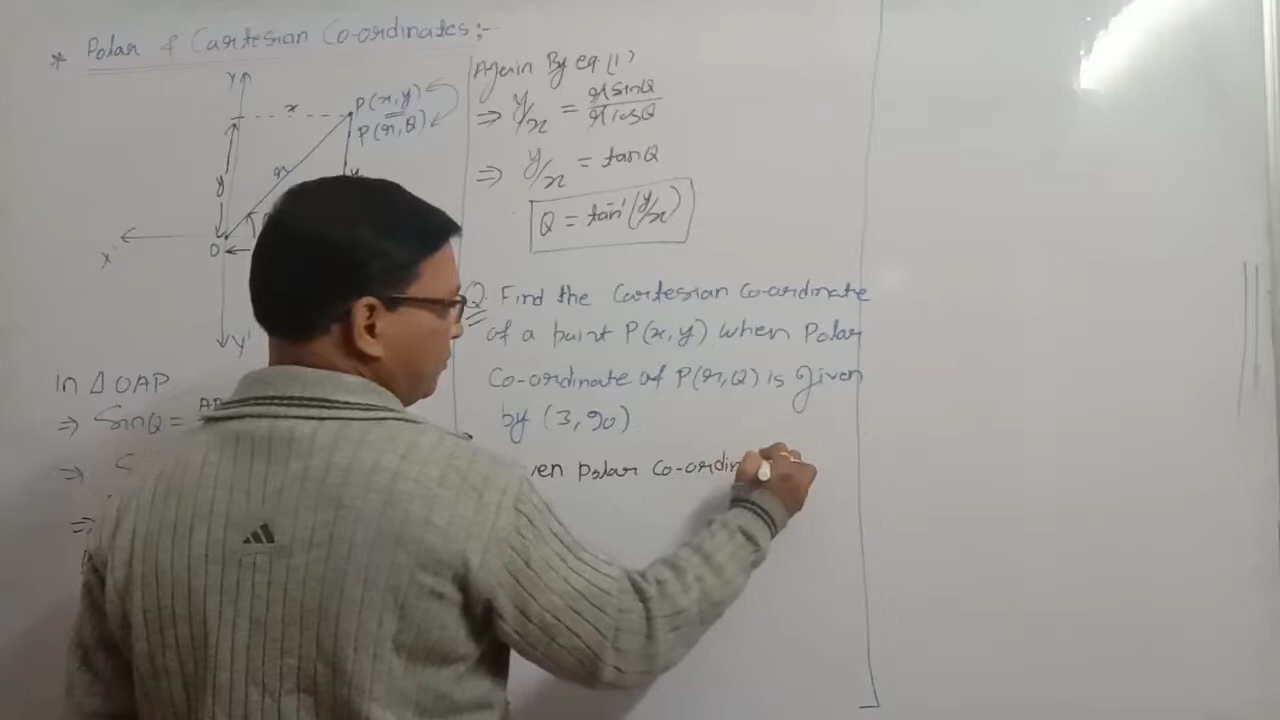 * Polar & Cartesian Co-ordinates:-
Y
x
P(x,y)
P(r,Q)
r
y
X'
O
Y'
in Δ OAP
⇒ SinQ =
⇒
⇒
Again By eq (1)
⇒ y/x = r sinQ / r cosQ
⇒ y/x = tanQ
Q = tan⁻¹(y/x)
Q. Find the Cartesian Co-ordinate
of a point P(x,y) when Polar
Co-ordinate of P(r,Q) is given
by (3,90)
ven Polar Co-ordin